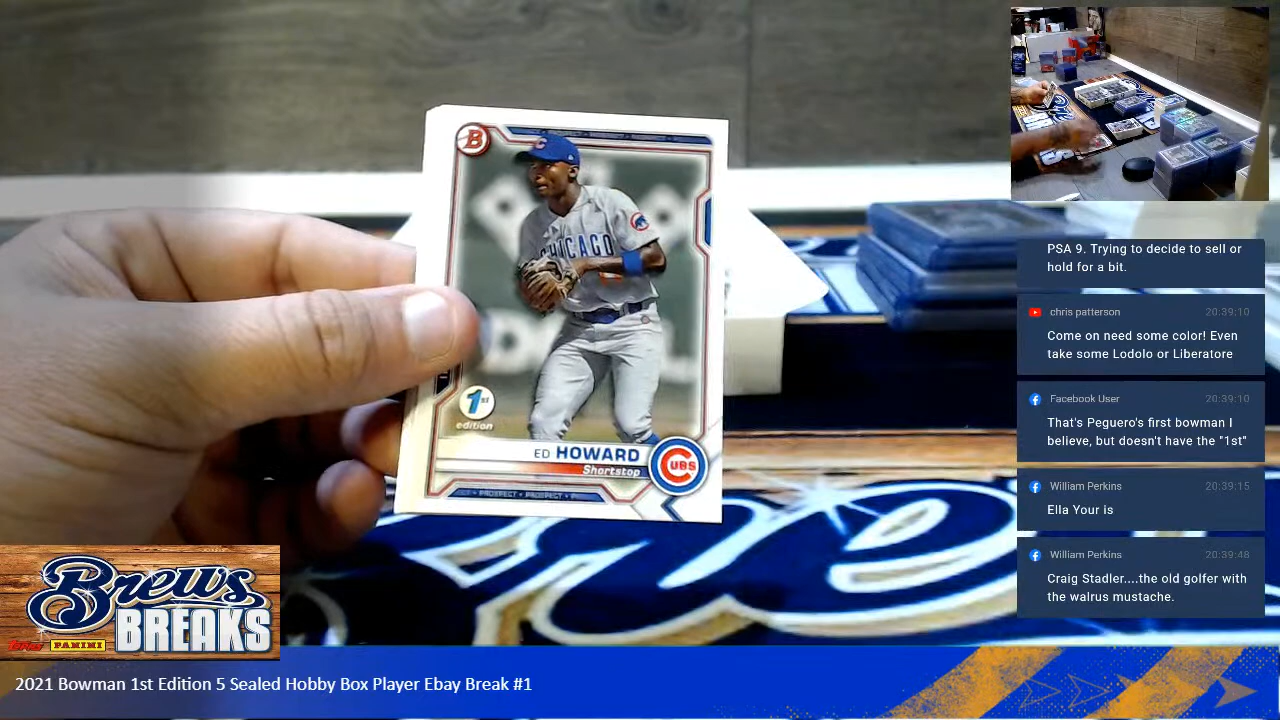 B
CHICAGO
1st
edition
ED HOWARD
Shortstop
CUBS
PROSPECT • PROSPECT
PSA 9. Trying to decide to sell or
hold for a bit.
chris patterson 20:39:10
Come on need some color! Even
take some Lodolo or Liberatore
Facebook User 20:39:10
That's Peguero's first bowman I
believe, but doesn't have the "1st"
William Perkins 20:39:15
Ella Your is
William Perkins 20:39:48
Craig Stadler....the old golfer with
the walrus mustache.
Brews
BREAKS
Topps PANINI
2021 Bowman 1st Edition 5 Sealed Hobby Box Player Ebay Break #1